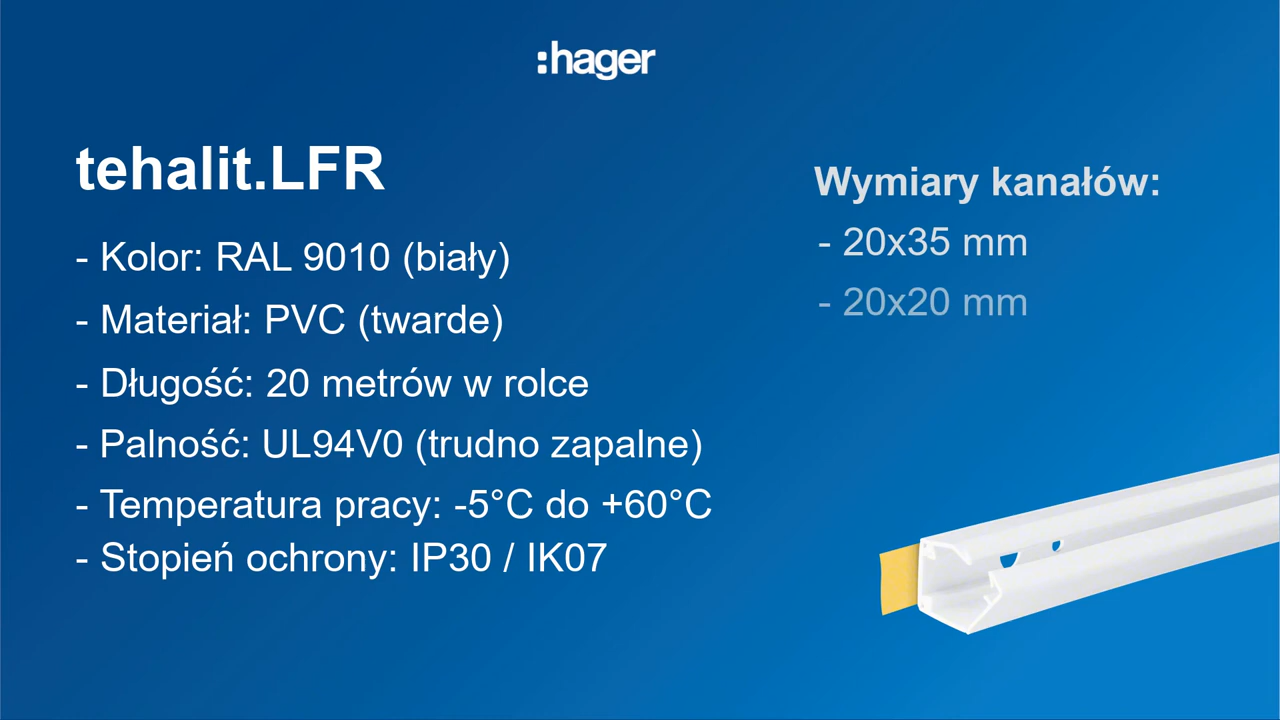 :hager
tehalit.LFR
- Kolor: RAL 9010 (biały)
- Materiał: PVC (twarde)
- Długość: 20 metrów w rolce
- Palność: UL94V0 (trudno zapalne)
- Temperatura pracy: -5°C do +60°C
- Stopień ochrony: IP30 / IK07
Wymiary kanałów:
- 20x35 mm
- 20x20 mm